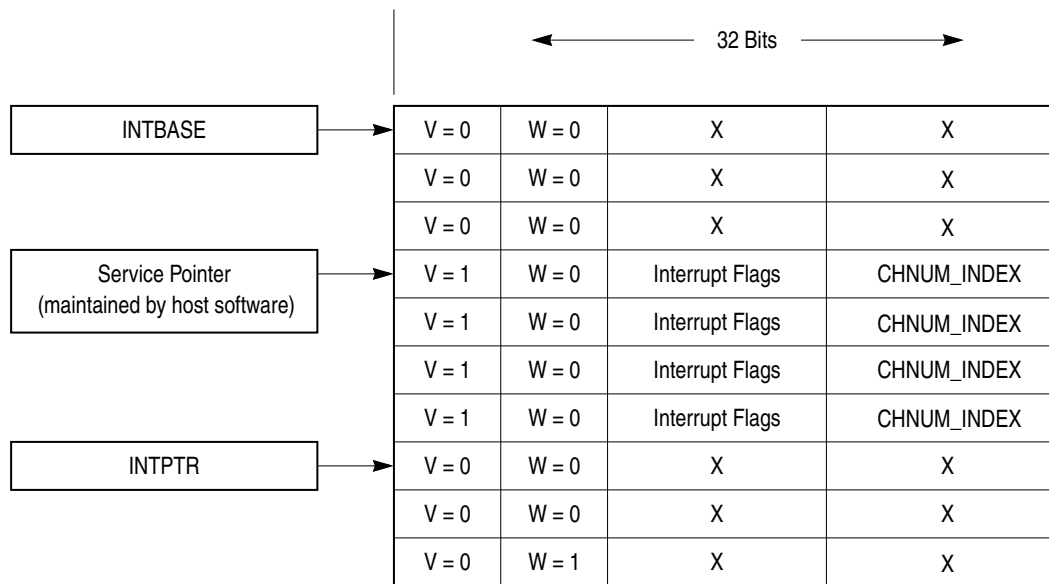 32 Bits
INTBASE
V = 0 W = 0 X X
V = 0 W = 0 X X
V = 0 W = 0 X X
Service Pointer
(maintained by host software)
V = 1 W = 0 Interrupt Flags CHNUM_INDEX
V = 1 W = 0 Interrupt Flags CHNUM_INDEX
V = 1 W = 0 Interrupt Flags CHNUM_INDEX
V = 1 W = 0 Interrupt Flags CHNUM_INDEX
INTPTR
V = 0 W = 0 X X
V = 0 W = 0 X X
V = 0 W = 1 X X